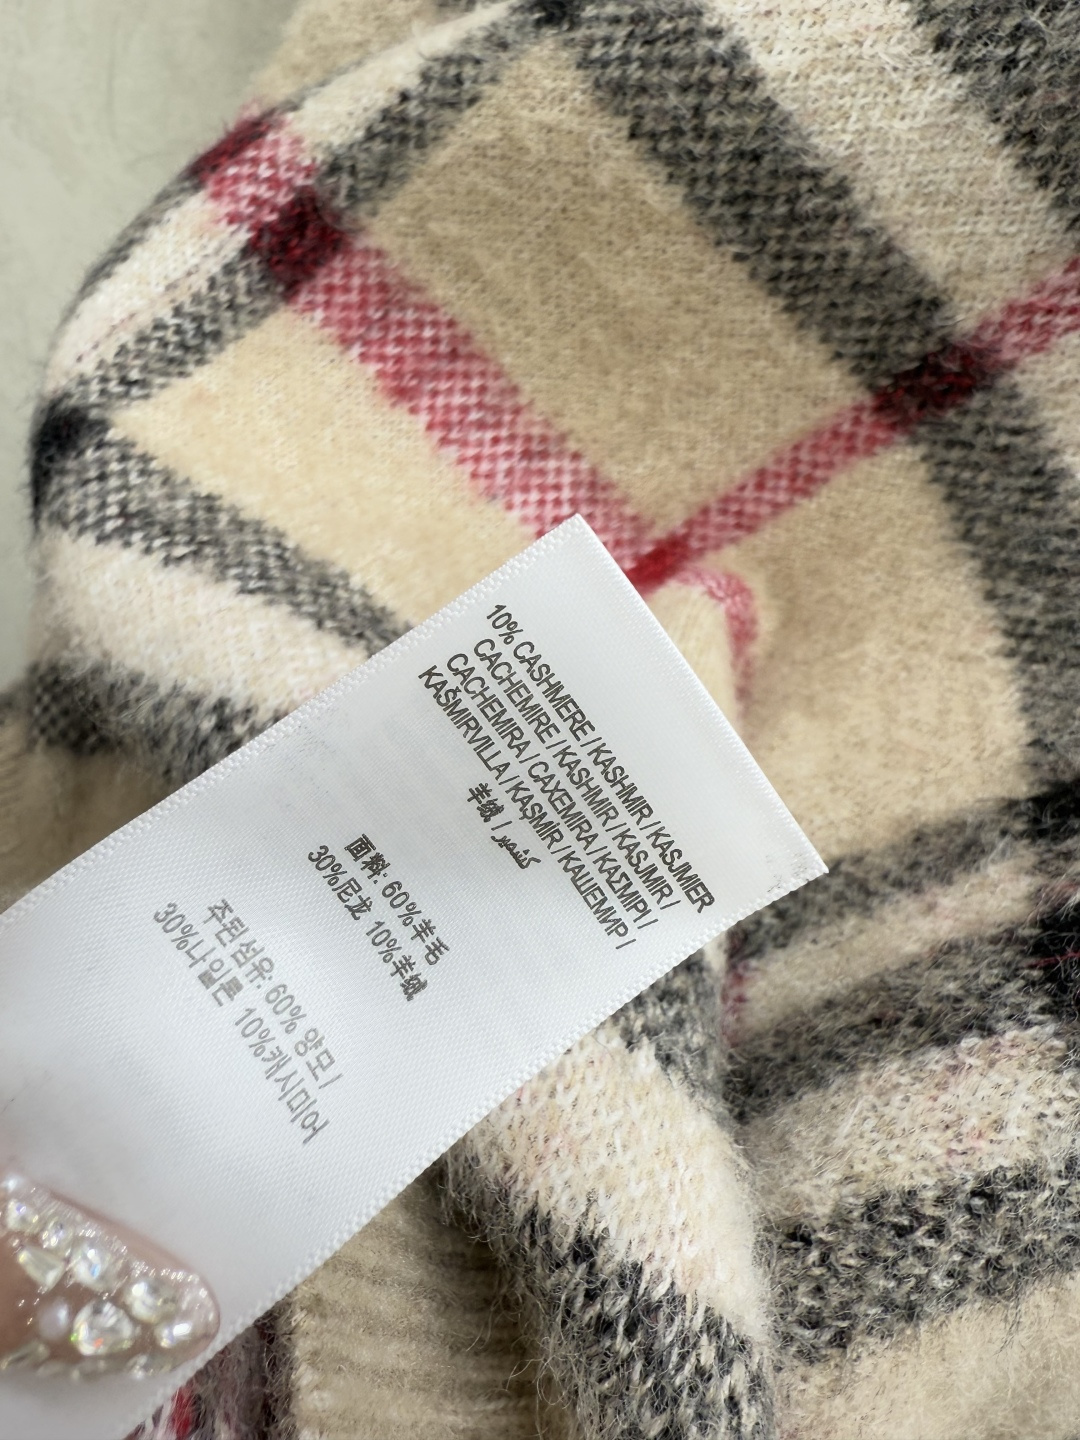 10% CASHMERE / KASHMIR / KASJMIER
CACHEMIRE / KASHMIR / KASJMIR /
CACHEMIRA / CAXEMIRA / ΚΑΣΜΙΡΙ /
KAŠMIRVILLA / KAŞMİR / КАШЕМИР /
羊绒 / كشمير
面料: 60%羊毛
30%尼龙 10%羊绒
주된섬유: 60% 양모 /
30%나일론 10%캐시미어